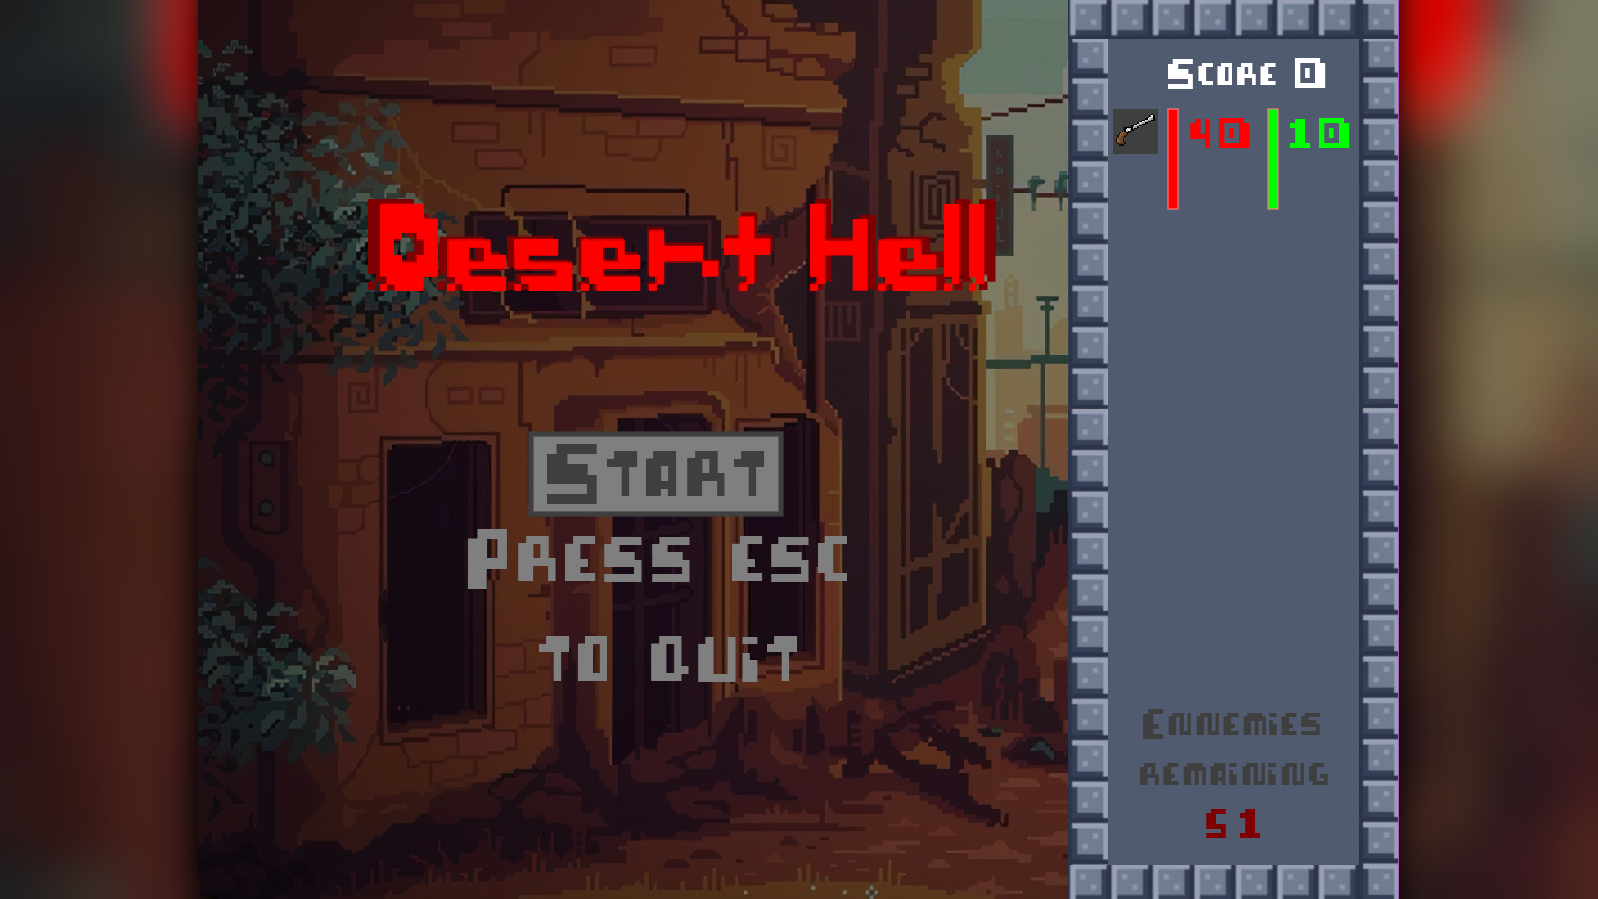 Desert Hell
Start
Press esc
to quit
Score 0
40 10
Ennemies
remaining
51